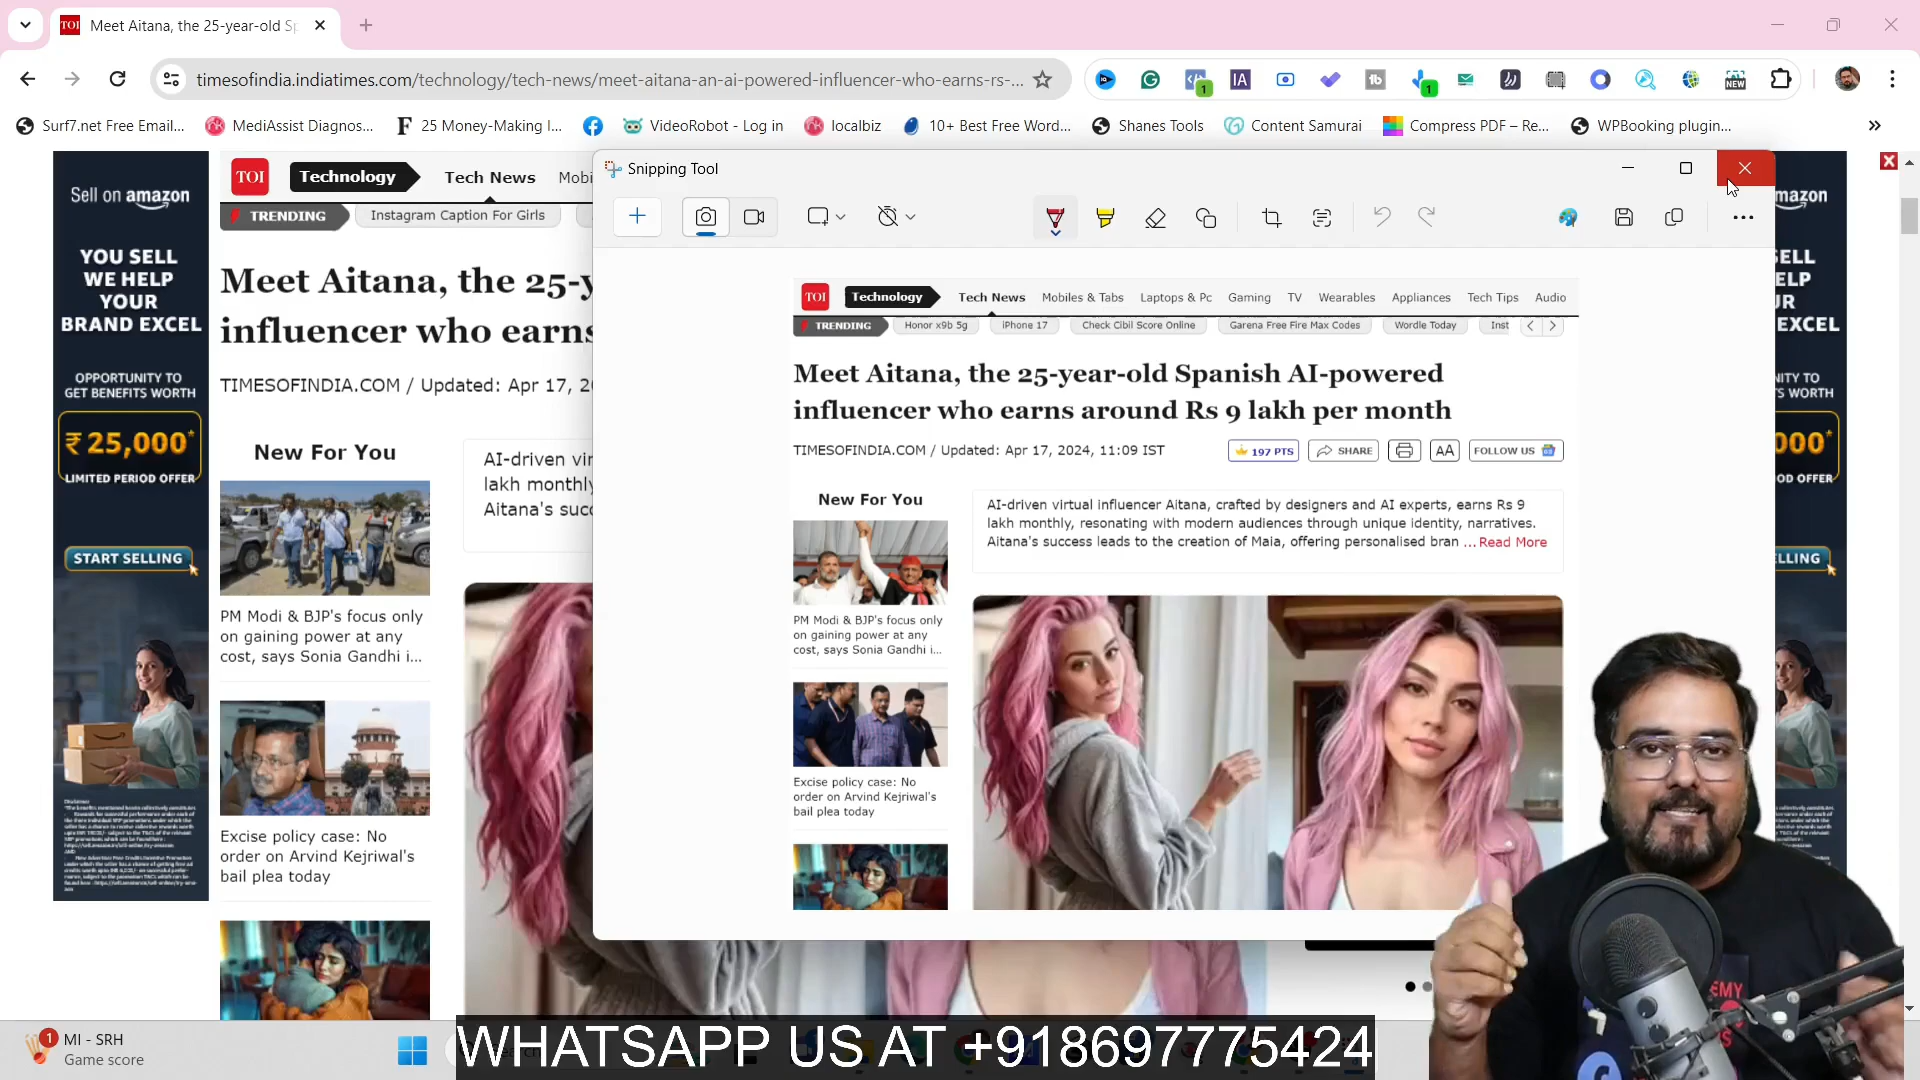 TOI Meet Aitana, the 25-year-old Sp
timesofindia.indiatimes.com/technology/tech-news/meet-aitana-an-ai-powered-influencer-who-earns-rs-...
Surf7.net Free Email...
MediAssist Diagnos...
25 Money-Making I...
VideoRobot - Log in
localbiz
10+ Best Free Word...
Shanes Tools
Content Samurai
Compress PDF – Re...
WPBooking plugin...
Sell on amazon
YOU SELL
WE HELP
YOUR
BRAND EXCEL
OPPORTUNITY TO
GET BENEFITS WORTH
₹ 25,000*
LIMITED PERIOD OFFER
START SELLING
TOI Technology Tech News Mobi
TRENDING Instagram Caption For Girls
Meet Aitana, the 25-y
influencer who earns
TIMESOFINDIA.COM / Updated: Apr 17, 20
New For You
AI-driven vir
lakh monthly
Aitana's succ
PM Modi & BJP's focus only
on gaining power at any
cost, says Sonia Gandhi i...
Excise policy case: No
order on Arvind Kejriwal's
bail plea today
Snipping Tool
TOI Technology Tech News Mobiles & Tabs Laptops & Pc Gaming TV Wearables Appliances Tech Tips Audio
TRENDING Honor x9b 5g iPhone 17 Check Cibil Score Online Garena Free Fire Max Codes Wordle Today Inst
Meet Aitana, the 25-year-old Spanish AI-powered
influencer who earns around Rs 9 lakh per month
TIMESOFINDIA.COM / Updated: Apr 17, 2024, 11:09 IST
197 PTS SHARE AA FOLLOW US
New For You
AI-driven virtual influencer Aitana, crafted by designers and AI experts, earns Rs 9
lakh monthly, resonating with modern audiences through unique identity, narratives.
Aitana's success leads to the creation of Maia, offering personalised bran ...Read More
PM Modi & BJP's focus only
on gaining power at any
cost, says Sonia Gandhi i...
Excise policy case: No
order on Arvind Kejriwal's
bail plea today
mazon
ELL
ELP
UR
EXCEL
NITY TO
S WORTH
000*
OD OFFER
LLING
1
MI - SRH
Game score
WHATSAPP US AT +918697775424